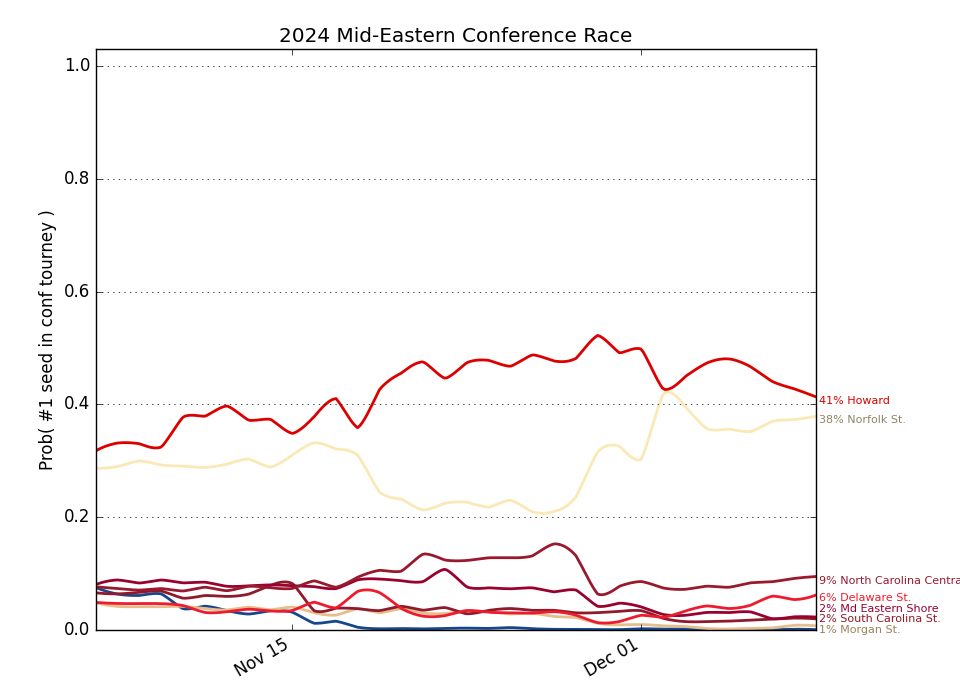 2024 Mid-Eastern Conference Race
Prob( #1 seed in conf tourney )
1.0
0.8
0.6
0.4
0.2
0.0
Nov 15
Dec 01
41% Howard
38% Norfolk St.
9% North Carolina Centra
6% Delaware St.
2% Md Eastern Shore
2% South Carolina St.
1% Morgan St.